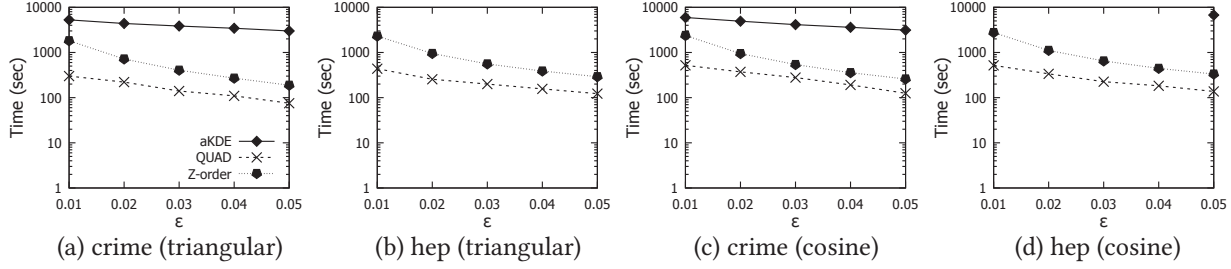 10000
1000
100
10
1
Time (sec)
0.01 0.02 0.03 0.04 0.05
ε
aKDE
QUAD
Z-order
(a) crime (triangular)
10000
1000
100
10
1
Time (sec)
0.01 0.02 0.03 0.04 0.05
ε
(b) hep (triangular)
10000
1000
100
10
1
Time (sec)
0.01 0.02 0.03 0.04 0.05
ε
(c) crime (cosine)
10000
1000
100
10
1
Time (sec)
0.01 0.02 0.03 0.04 0.05
ε
(d) hep (cosine)